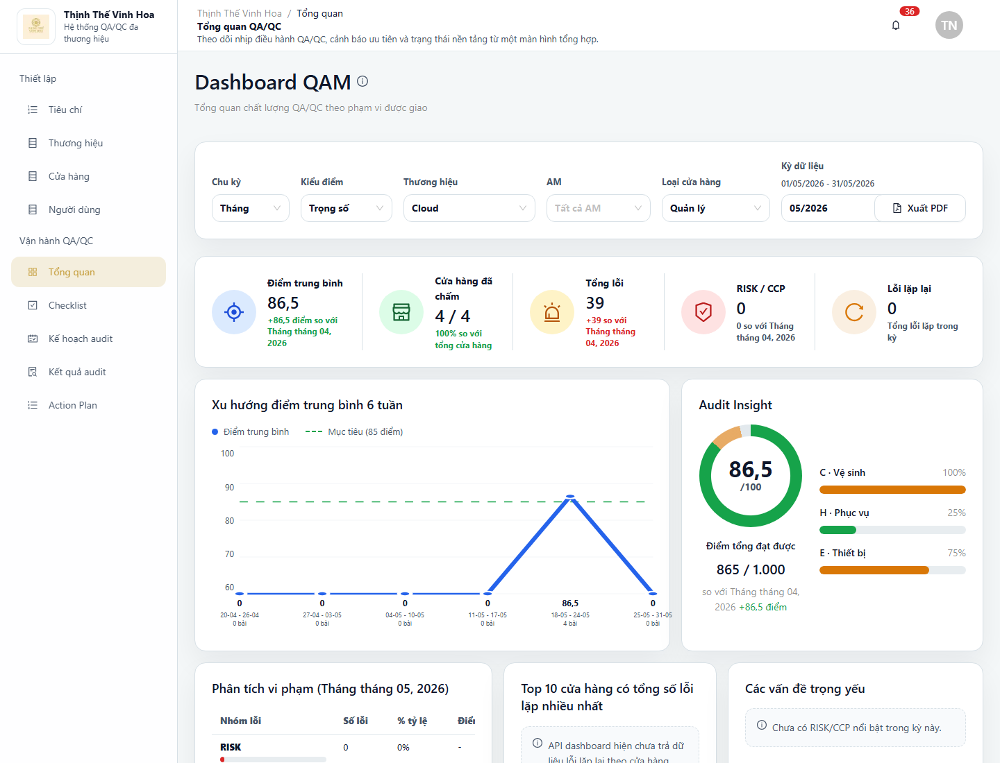 Thịnh Thế Vinh Hoa
Hệ thống QA/QC đa
thương hiệu
Thiết lập
Tiêu chí
Thương hiệu
Cửa hàng
Người dùng
Vận hành QA/QC
Tổng quan
Checklist
Kế hoạch audit
Kết quả audit
Action Plan
Thịnh Thế Vinh Hoa / Tổng quan
Tổng quan QA/QC
Theo dõi nhịp điều hành QA/QC, cảnh báo ưu tiên và trạng thái nền tảng từ một màn hình tổng hợp.
36
TN
Dashboard QAM
Tổng quan chất lượng QA/QC theo phạm vi được giao
Chu kỳ
Tháng
Kiểu điểm
Trọng số
Thương hiệu
Cloud
AM
Tất cả AM
Loại cửa hàng
Quản lý
Kỳ dữ liệu
01/05/2026 - 31/05/2026
05/2026
Xuất PDF
Điểm trung bình
86,5
+86,5 điểm so với
Tháng tháng 04,
2026
Cửa hàng đã
chấm
4 / 4
100% so với
tổng cửa hàng
Tổng lỗi
39
+39 so với
Tháng tháng
04, 2026
RISK / CCP
0
0 so với Tháng
tháng 04, 2026
Lỗi lặp lại
0
Tổng lỗi lặp trong
kỳ
Xu hướng điểm trung bình 6 tuần
Điểm trung bình
Mục tiêu (85 điểm)
100
90
80
70
60
0 0 0 0 86,5 0
20-04 - 26-04 27-04 - 03-05 04-05 - 10-05 11-05 - 17-05 18-05 - 24-05 25-05 - 31-05
0 bài 0 bài 0 bài 0 bài 4 bài 0 bài
Audit Insight
86,5
/100
Điểm tổng đạt được
865 / 1.000
so với Tháng tháng 04,
2026 +86,5 điểm
C · Vệ sinh 100%
H · Phục vụ 25%
E · Thiết bị 75%
Phân tích vi phạm (Tháng tháng 05, 2026)
Nhóm lỗi Số lỗi % tỷ lệ Điể
RISK 0 0% -
Top 10 cửa hàng có tổng số lỗi
lặp nhiều nhất
API dashboard hiện chưa trả dữ
liệu lỗi lặp lại theo cửa hàng
Các vấn đề trọng yếu
Chưa có RISK/CCP nổi bật trong kỳ này.